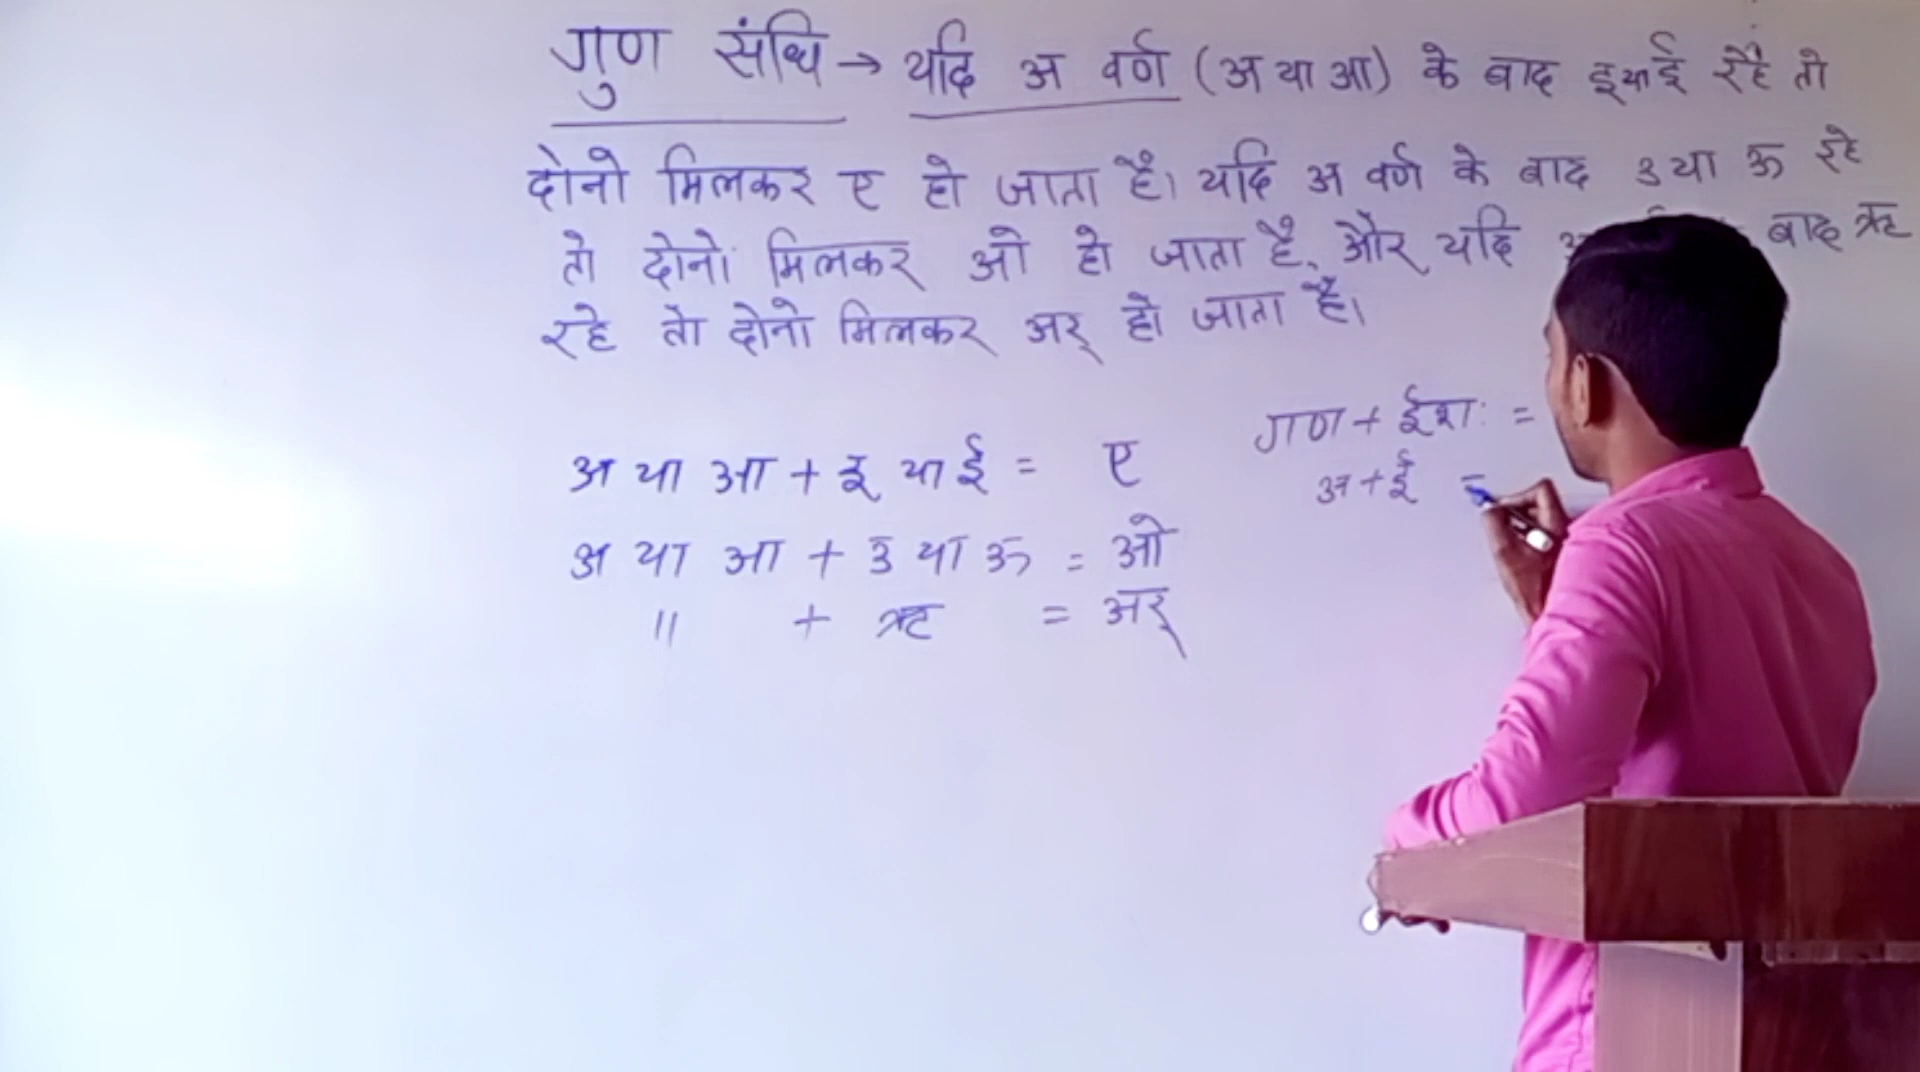 गुण संधि → यदि अ वर्ण (अ या आ) के बाद इ या ई रहे तो
दोनो मिलकर ए हो जाता है। यदि अ वर्ण के बाद उ या ऊ रहे
तो दोनो मिलकर ओ हो जाता है, और यदि अ बाद ऋ
रहे तो दोनो मिलकर अर् हो जाता है।
अ या आ + इ या ई = ए
अ या आ + उ या ऊ = ओ
" + ऋ = अर्
गण + ईशः =
अ + ई =